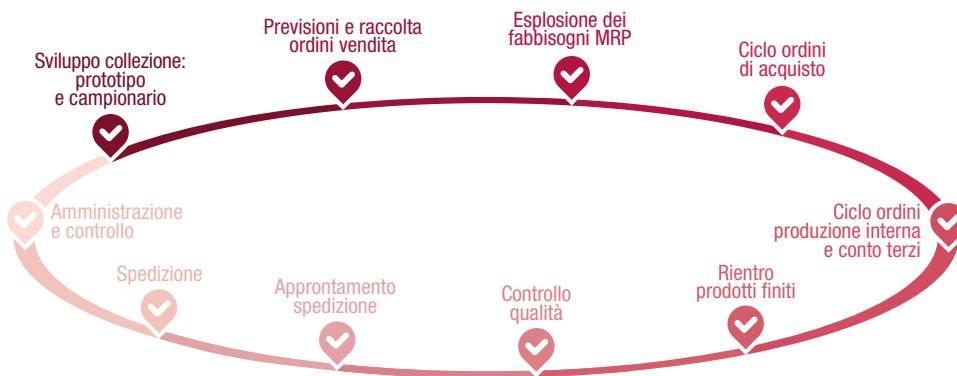 Sviluppo collezione:
prototipo
e campionario
Previsioni e raccolta
ordini vendita
Esplosione dei
fabbisogni MRP
Ciclo ordini
di acquisto
Ciclo ordini
produzione interna
e conto terzi
Rientro
prodotti finiti
Controllo
qualità
Approntamento
spedizione
Spedizione
Amministrazione
e controllo